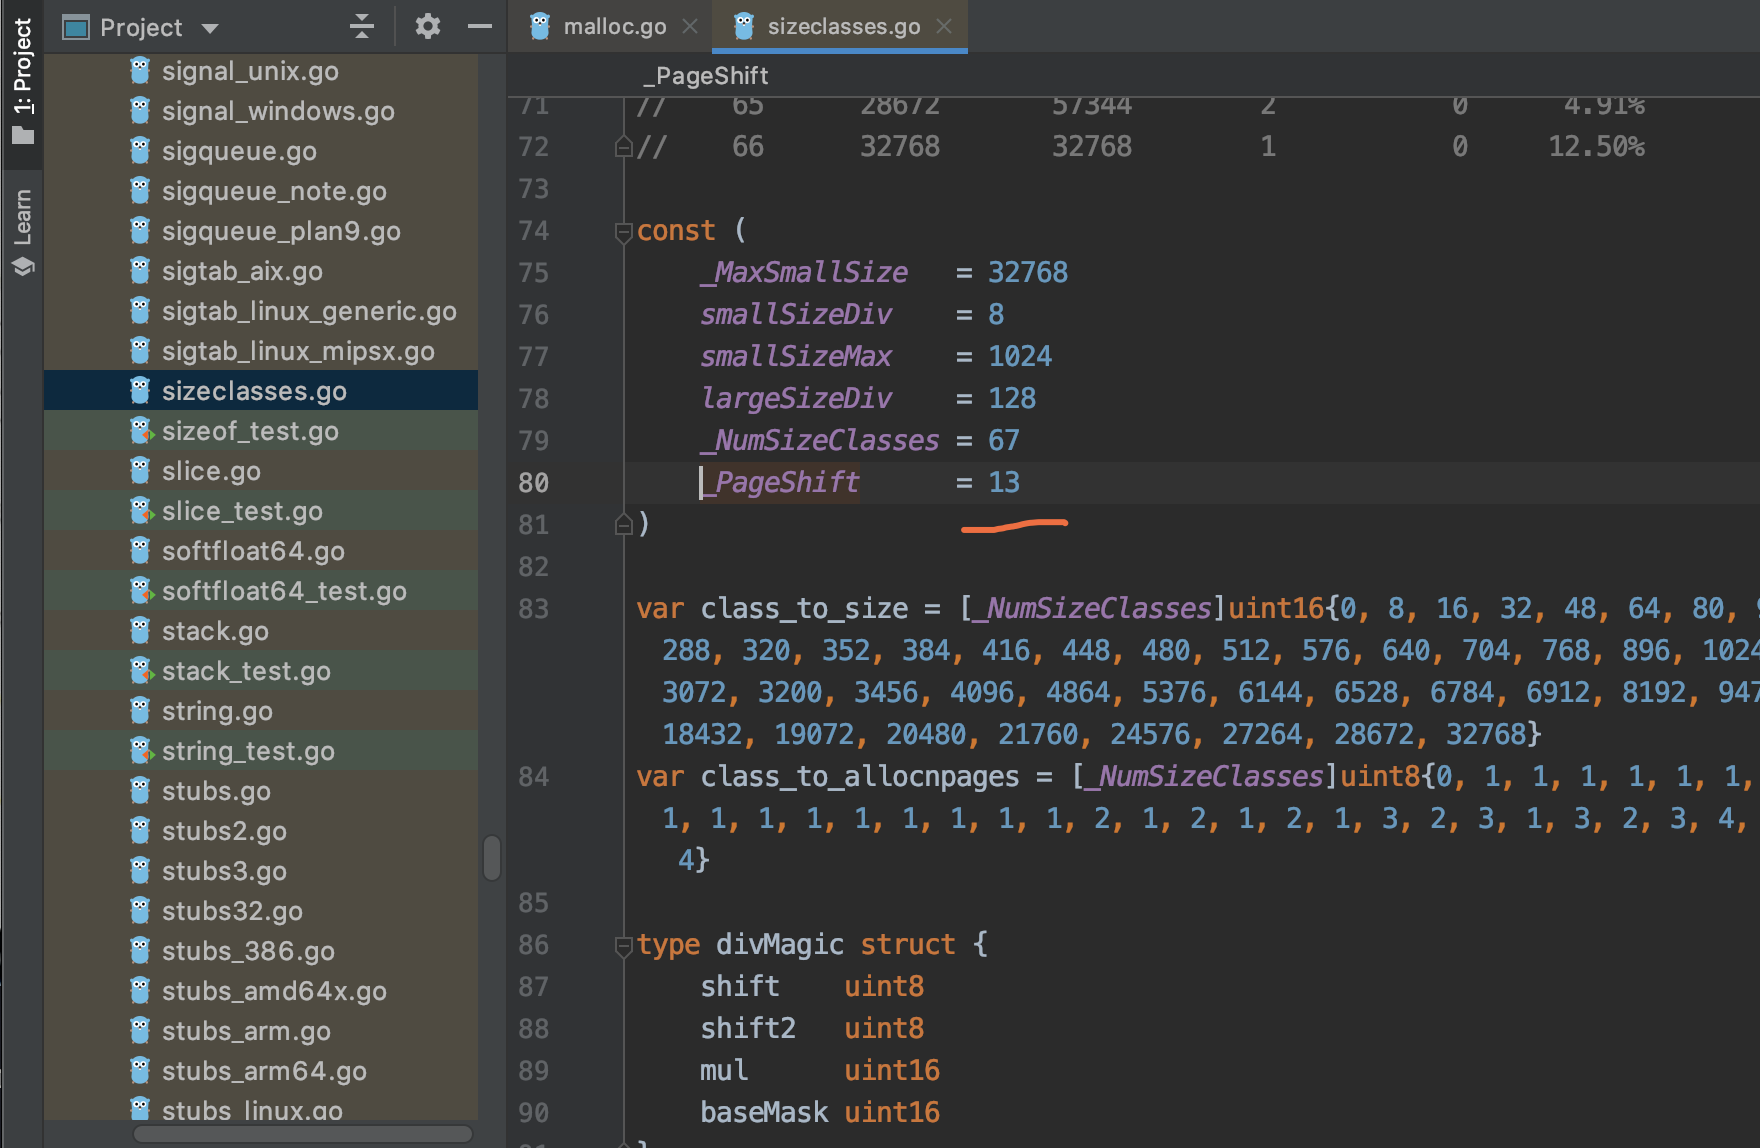 1: Project
Learn
Project
signal_unix.go
signal_windows.go
sigqueue.go
sigqueue_note.go
sigqueue_plan9.go
sigtab_aix.go
sigtab_linux_generic.go
sigtab_linux_mipsx.go
sizeclasses.go
sizeof_test.go
slice.go
slice_test.go
softfloat64.go
softfloat64_test.go
stack.go
stack_test.go
string.go
string_test.go
stubs.go
stubs2.go
stubs3.go
stubs32.go
stubs_386.go
stubs_amd64x.go
stubs_arm.go
stubs_arm64.go
stubs_linux.go
malloc.go
sizeclasses.go
_PageShift
71 // 65 28672 57344 2 0 4.91%
72 // 66 32768 32768 1 0 12.50%
73
74 const (
75 _MaxSmallSize = 32768
76 smallSizeDiv = 8
77 smallSizeMax = 1024
78 largeSizeDiv = 128
79 _NumSizeClasses = 67
80 _PageShift = 13
81 )
82
83 var class_to_size = [_NumSizeClasses]uint16{0, 8, 16, 32, 48, 64, 80,
288, 320, 352, 384, 416, 448, 480, 512, 576, 640, 704, 768, 896, 1024
3072, 3200, 3456, 4096, 4864, 5376, 6144, 6528, 6784, 6912, 8192, 947
18432, 19072, 20480, 21760, 24576, 27264, 28672, 32768}
84 var class_to_allocnpages = [_NumSizeClasses]uint8{0, 1, 1, 1, 1, 1, 1,
1, 1, 1, 1, 1, 1, 1, 1, 1, 2, 1, 2, 1, 2, 1, 3, 2, 3, 1, 3, 2, 3, 4,
4}
85
86 type divMagic struct {
87 shift uint8
88 shift2 uint8
89 mul uint16
90 baseMask uint16